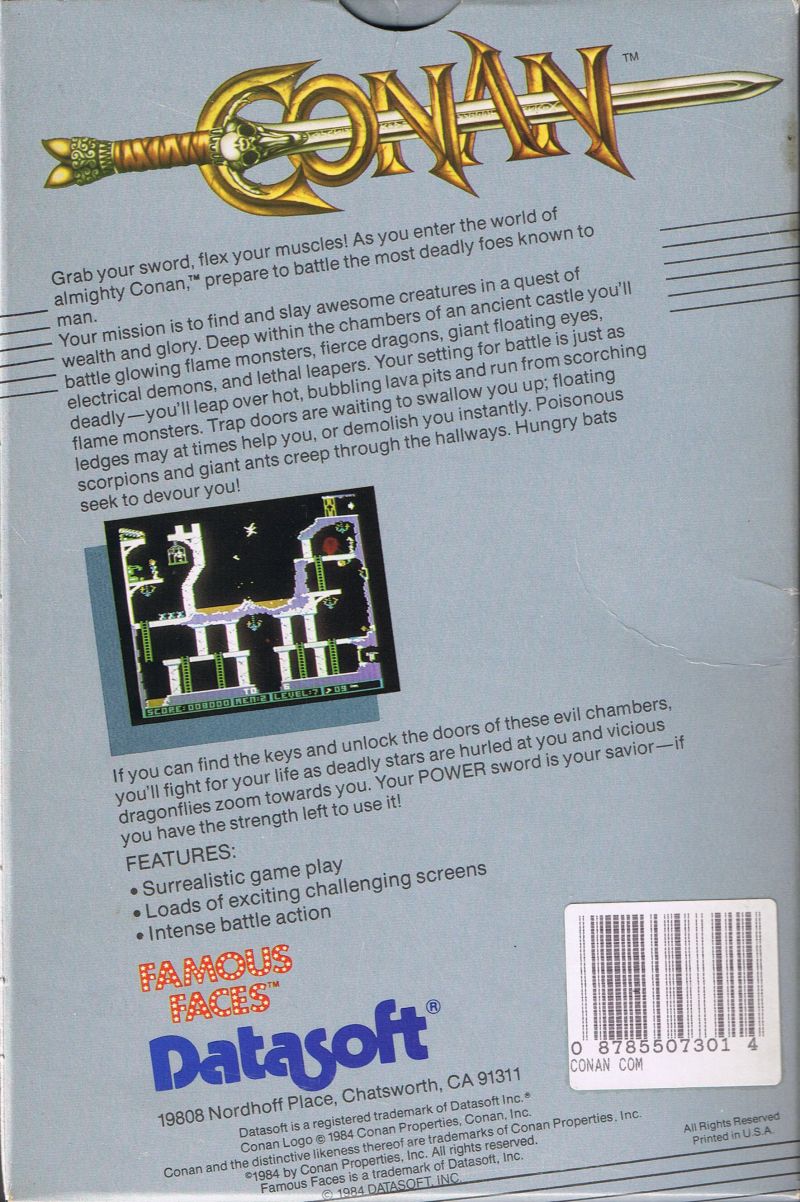 CONAN™
Grab your sword, flex your muscles! As you enter the world of
almighty Conan,™ prepare to battle the most deadly foes known to
man.
Your mission is to find and slay awesome creatures in a quest of
wealth and glory. Deep within the chambers of an ancient castle you'll
battle glowing flame monsters, fierce dragons, giant floating eyes,
electrical demons, and lethal leapers. Your setting for battle is just as
deadly—you'll leap over hot, bubbling lava pits and run from scorching
flame monsters. Trap doors are waiting to swallow you up; floating
ledges may at times help you, or demolish you instantly. Poisonous
scorpions and giant ants creep through the hallways. Hungry bats
seek to devour you!
TO 6
SCORE:008000 MEN:2 LEVEL:7 09
If you can find the keys and unlock the doors of these evil chambers,
you'll fight for your life as deadly stars are hurled at you and vicious
dragonflies zoom towards you. Your POWER sword is your savior—if
you have the strength left to use it!
FEATURES:
• Surrealistic game play
• Loads of exciting challenging screens
• Intense battle action
FAMOUS
FACES™
Datasoft®
19808 Nordhoff Place, Chatsworth, CA 91311
Datasoft is a registered trademark of Datasoft Inc.®
Conan Logo © 1984 Conan Properties, Conan, Inc.
Conan and the distinctive likeness thereof are trademarks of Conan Properties, Inc.
©1984 by Conan Properties, Inc. All rights reserved.
Famous Faces is a trademark of Datasoft, Inc.
© 1984 DATASOFT, INC.
0 8785507301 4
CONAN COM
All Rights Reserved
Printed in U.S.A.